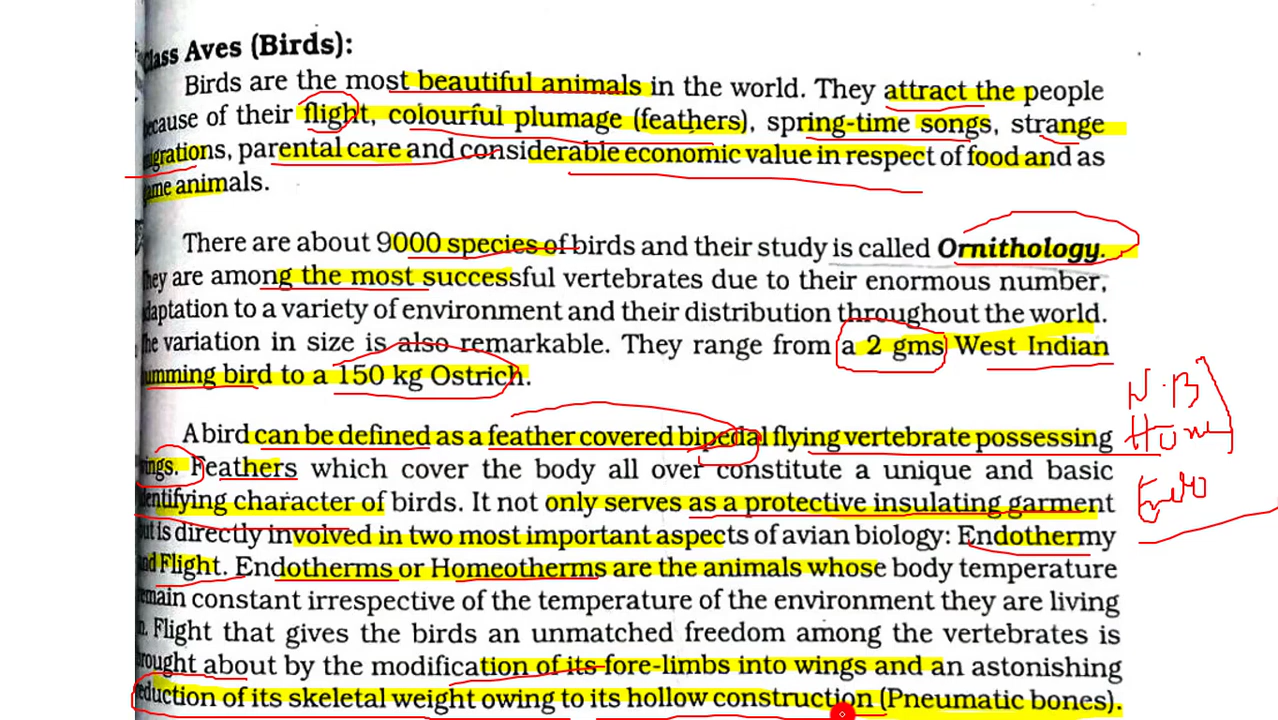 Class Aves (Birds):
Birds are the most beautiful animals in the world. They attract the people
because of their flight, colourful plumage (feathers), spring-time songs, strange
migrations, parental care and considerable economic value in respect of food and as
game animals.
There are about 9000 species of birds and their study is called Ornithology.
They are among the most successful vertebrates due to their enormous number,
adaptation to a variety of environment and their distribution throughout the world.
The variation in size is also remarkable. They range from a 2 gms West Indian
humming bird to a 150 kg Ostrich.
A bird can be defined as a feather covered bipedal flying vertebrate possessing
wings. Feathers which cover the body all over constitute a unique and basic
identifying character of birds. It not only serves as a protective insulating garment
but is directly involved in two most important aspects of avian biology: Endothermy
and Flight. Endotherms or Homeotherms are the animals whose body temperature
remain constant irrespective of the temperature of the environment they are living
in. Flight that gives the birds an unmatched freedom among the vertebrates is
brought about by the modification of its fore-limbs into wings and an astonishing
reduction of its skeletal weight owing to its hollow construction (Pneumatic bones).